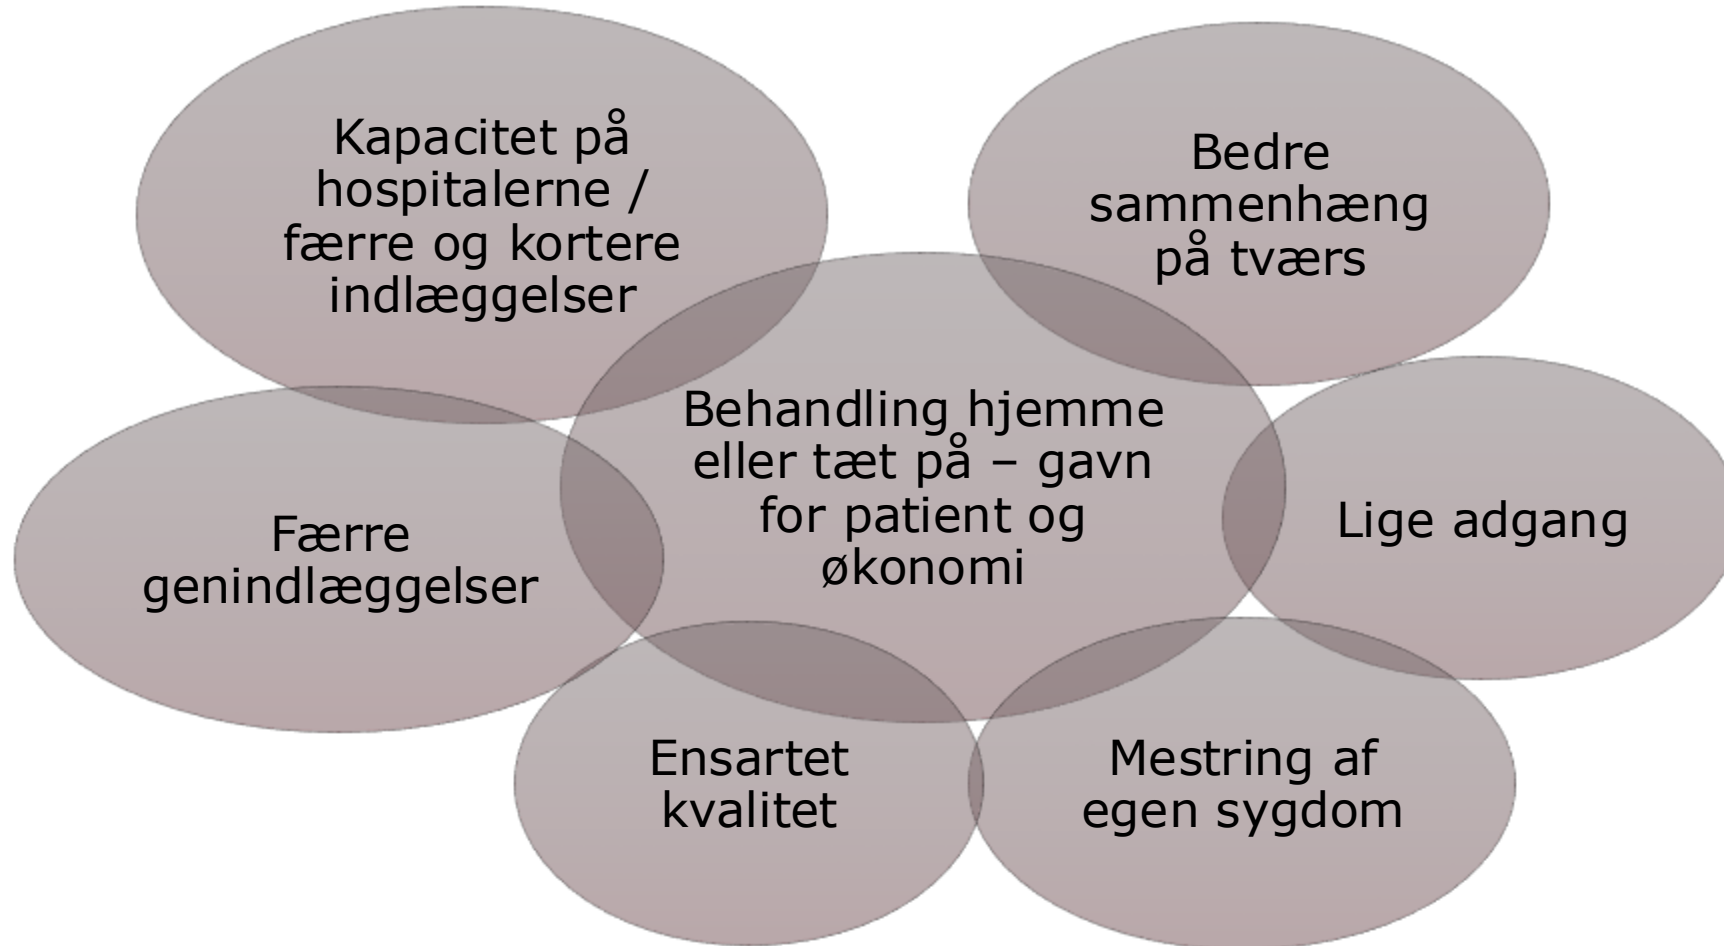 Kapacitet på
hospitalerne /
færre og kortere
indlæggelser
Bedre
sammenhæng
på tværs
Behandling hjemme
eller tæt på – gavn
for patient og
økonomi
Lige adgang
Færre
genindlæggelser
Ensartet
kvalitet
Mestring af
egen sygdom